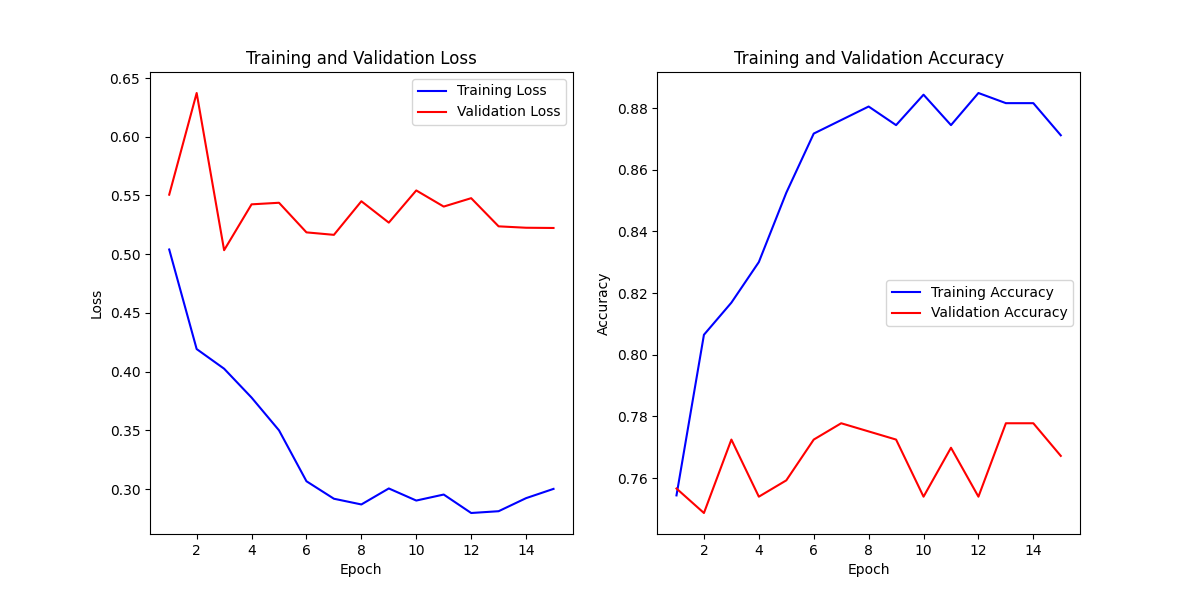 Training and Validation Loss
Training Loss
Validation Loss
0.65
0.60
0.55
0.50
0.45
0.40
0.35
0.30
Loss
2 4 6 8 10 12 14
Epoch
Training and Validation Accuracy
Training Accuracy
Validation Accuracy
0.88
0.86
0.84
0.82
0.80
0.78
0.76
Accuracy
2 4 6 8 10 12 14
Epoch